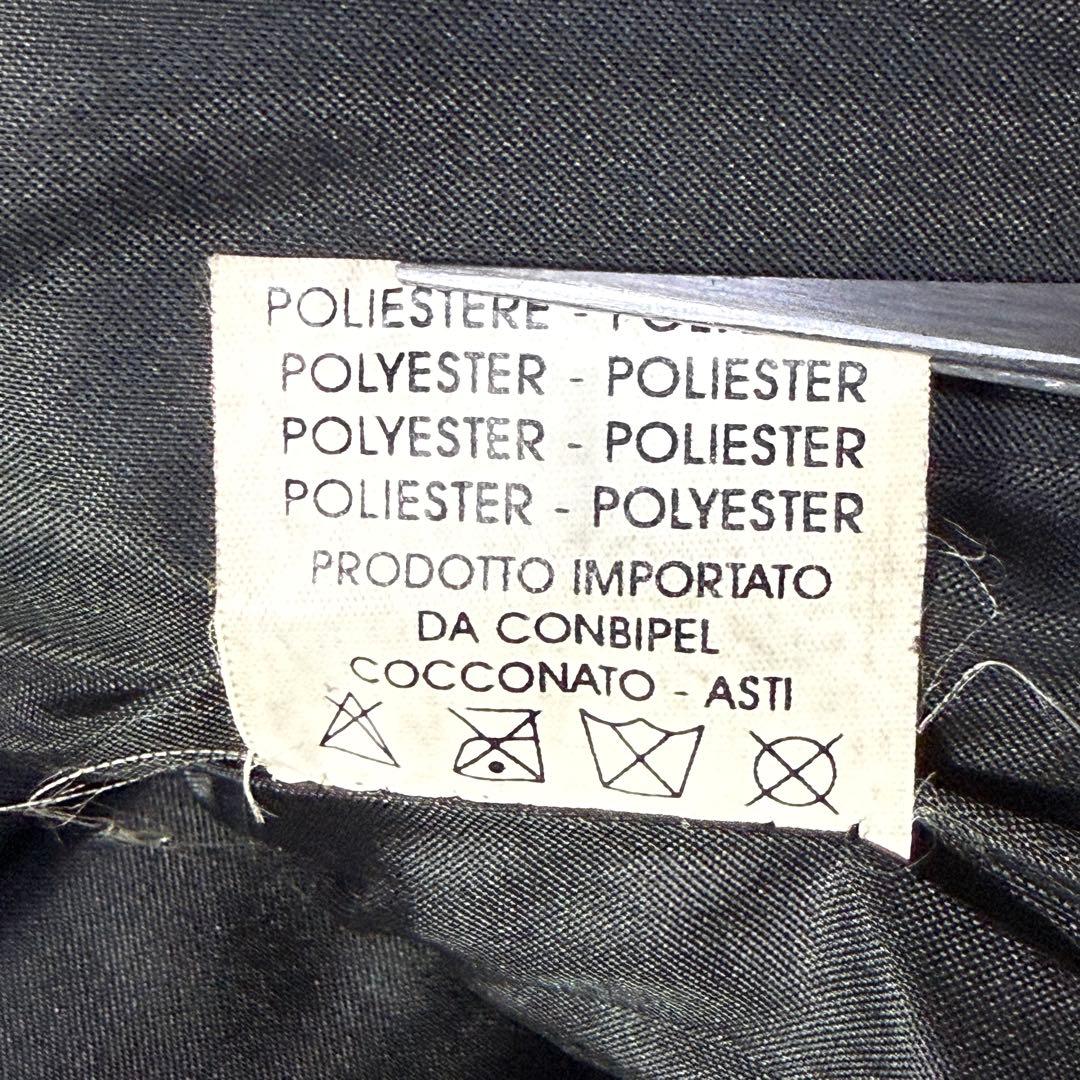 POLIESTERE -
POLYESTER - POLIESTER
POLYESTER - POLIESTER
POLIESTER - POLYESTER
PRODOTTO IMPORTATO
DA CONBIPEL
COCCONATO - ASTI